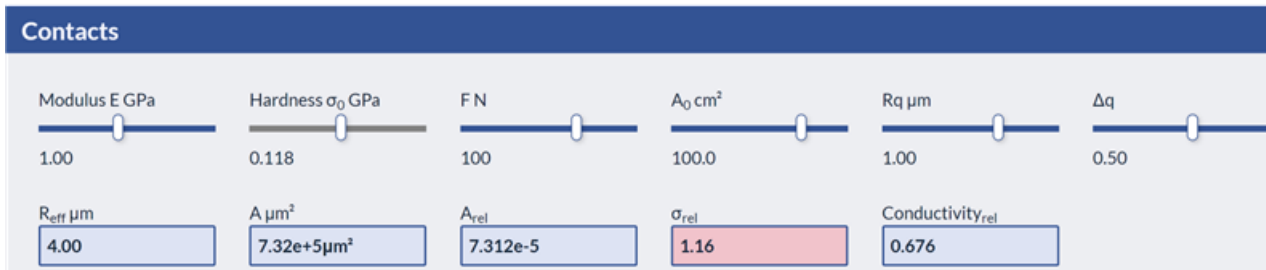 Contacts
Modulus E GPa Hardness σ₀ GPa F N A₀ cm² Rq μm Δq
1.00 0.118 100 100.0 1.00 0.50
Reff μm A μm² Arel σrel Conductivityrel
4.00 7.32e+5μm² 7.312e-5 1.16 0.676